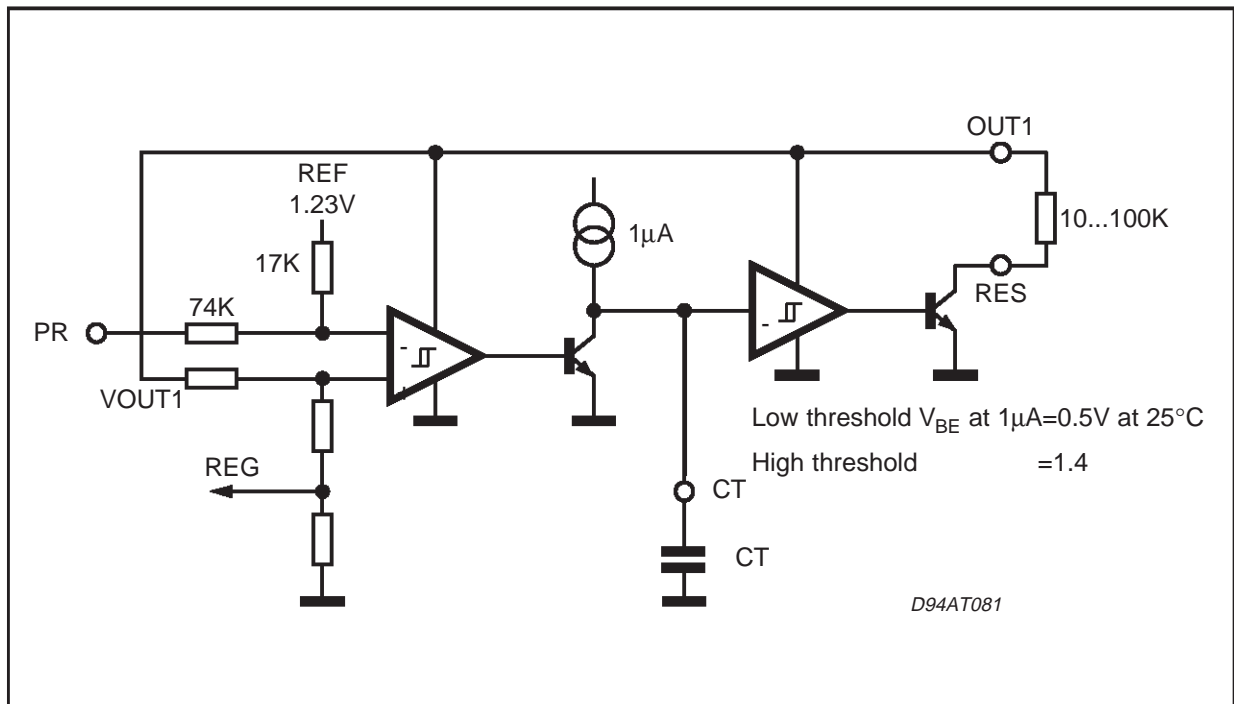 OUT1
REF
1.23V
1μA
10...100K
17K
74K
RES
PR
-
-
+
VOUT1
Low threshold VBE at 1μA=0.5V at 25°C
High threshold =1.4
REG
CT
CT
D94AT081